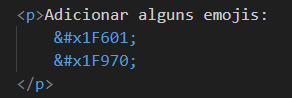 <p>Adicionar alguns emojis:
&#x1F601;
&#x1F970;
</p>